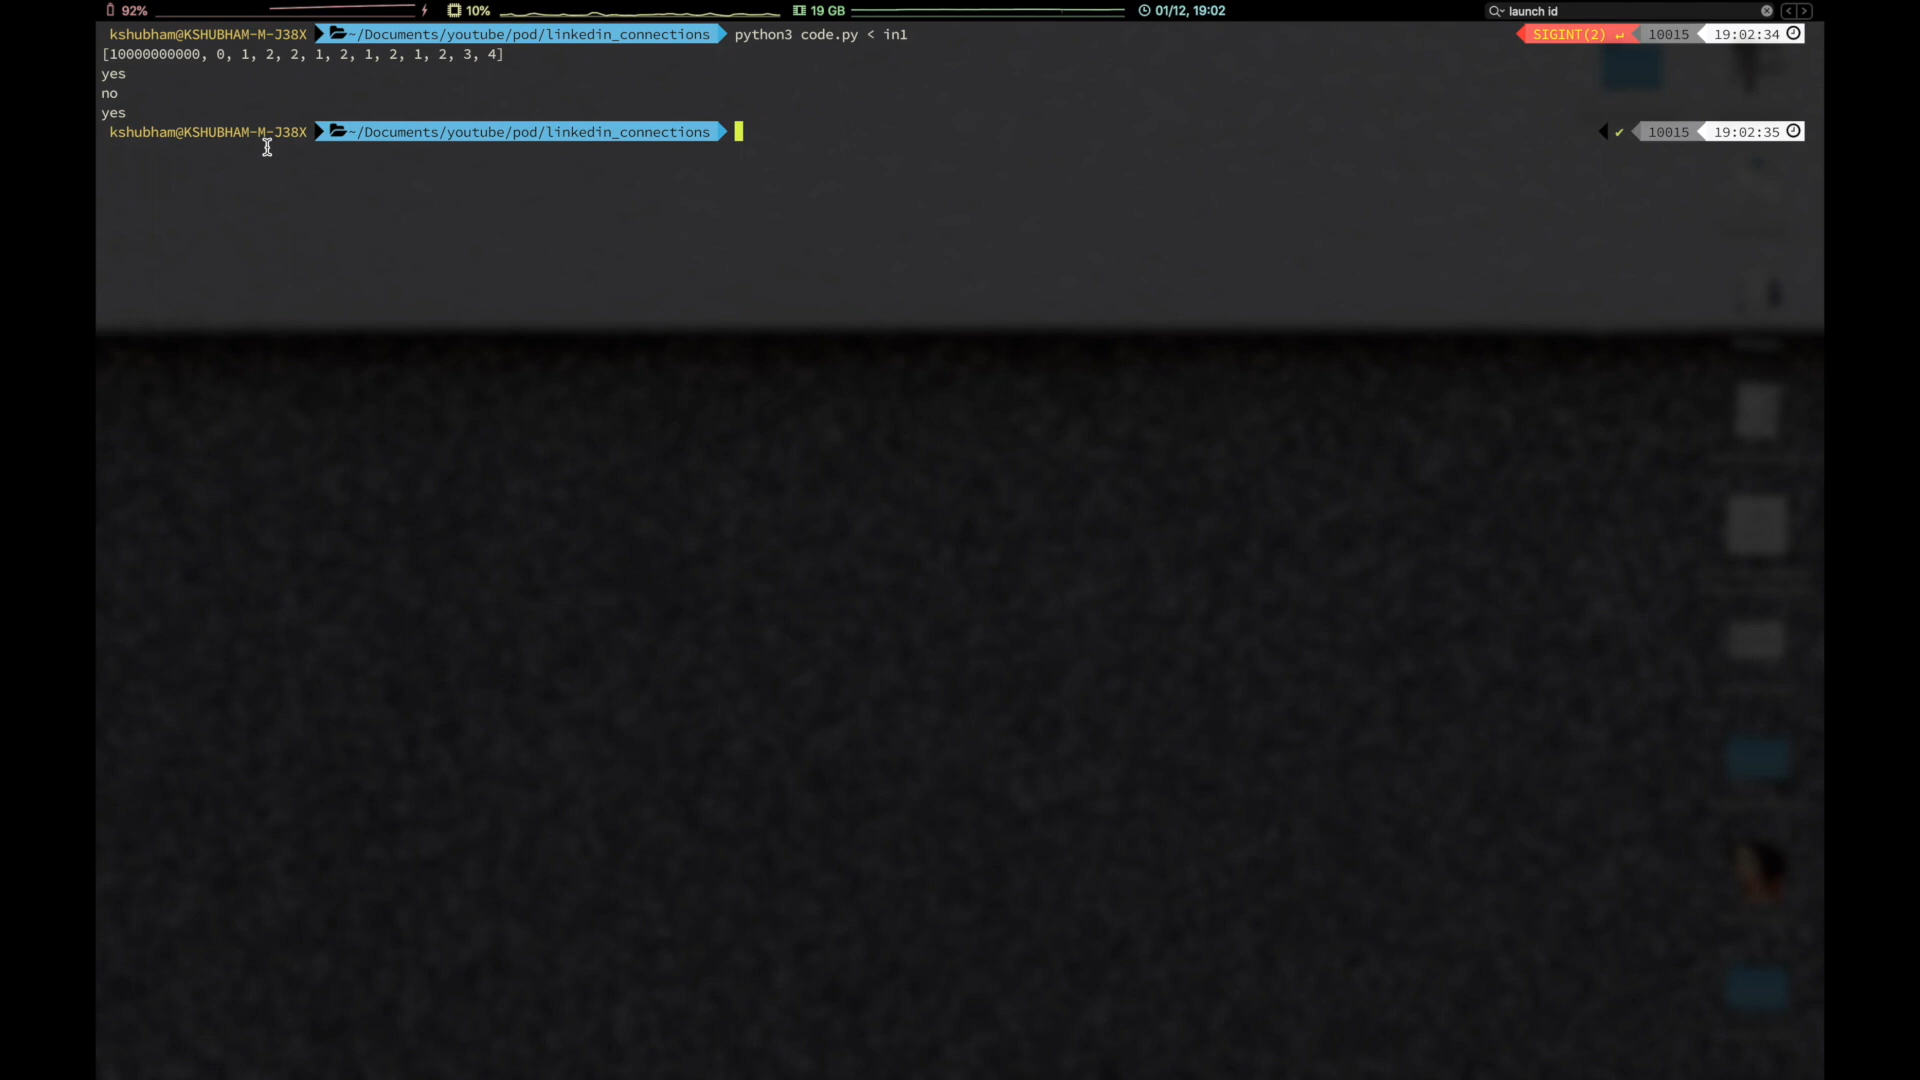 92% 10% 19 GB 01/12, 19:02 launch id
kshubham@KSHUBHAM-M-J38X ~/Documents/youtube/pod/linkedin_connections python3 code.py < in1 SIGINT(2) ↵ 10015 19:02:34
[10000000000, 0, 1, 2, 2, 1, 2, 1, 2, 1, 2, 3, 4]
yes
no
yes
kshubham@KSHUBHAM-M-J38X ~/Documents/youtube/pod/linkedin_connections ✔ 10015 19:02:35